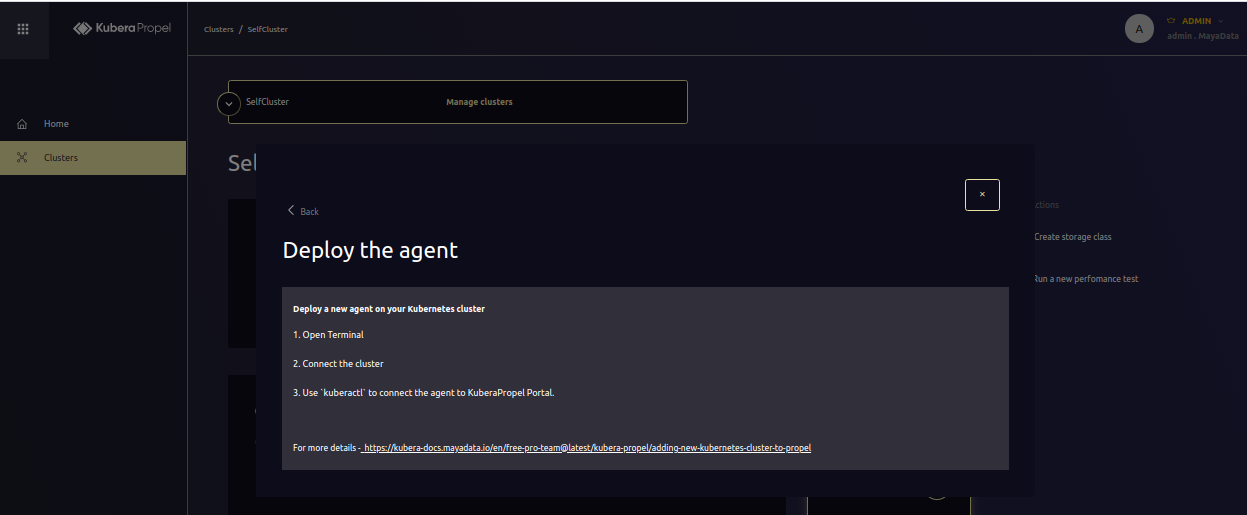 Kubera Propel
Clusters / SelfCluster
A
ADMIN
admin . MayaData
Home
Clusters
SelfCluster
Manage clusters
Sel
×
Back
Deploy the agent
Deploy a new agent on your Kubernetes cluster
1. Open Terminal
2. Connect the cluster
3. Use `kuberactl` to connect the agent to KuberaPropel Portal.
For more details - https://kubera-docs.mayadata.io/en/free-pro-team@latest/kubera-propel/adding-new-kubernetes-cluster-to-propel
ctions
Create storage class
Run a new perfomance test